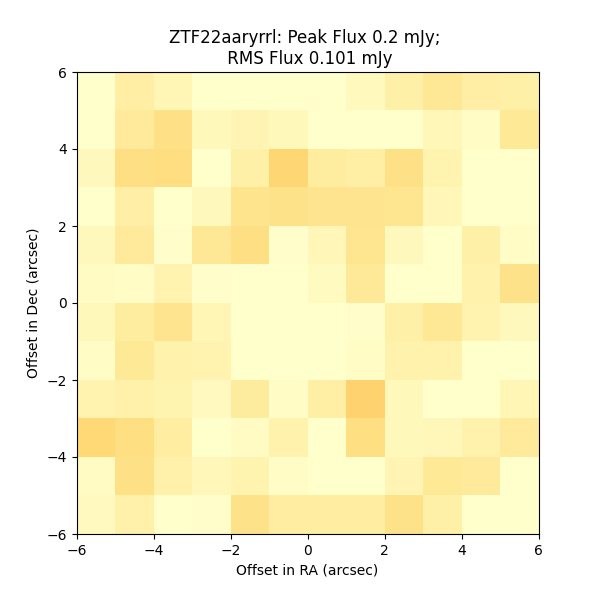 ZTF22aaryrrl: Peak Flux 0.2 mJy;
RMS Flux 0.101 mJy
6
4
2
0
−2
−4
−6
Offset in Dec (arcsec)
−6 −4 −2 0 2 4 6
Offset in RA (arcsec)